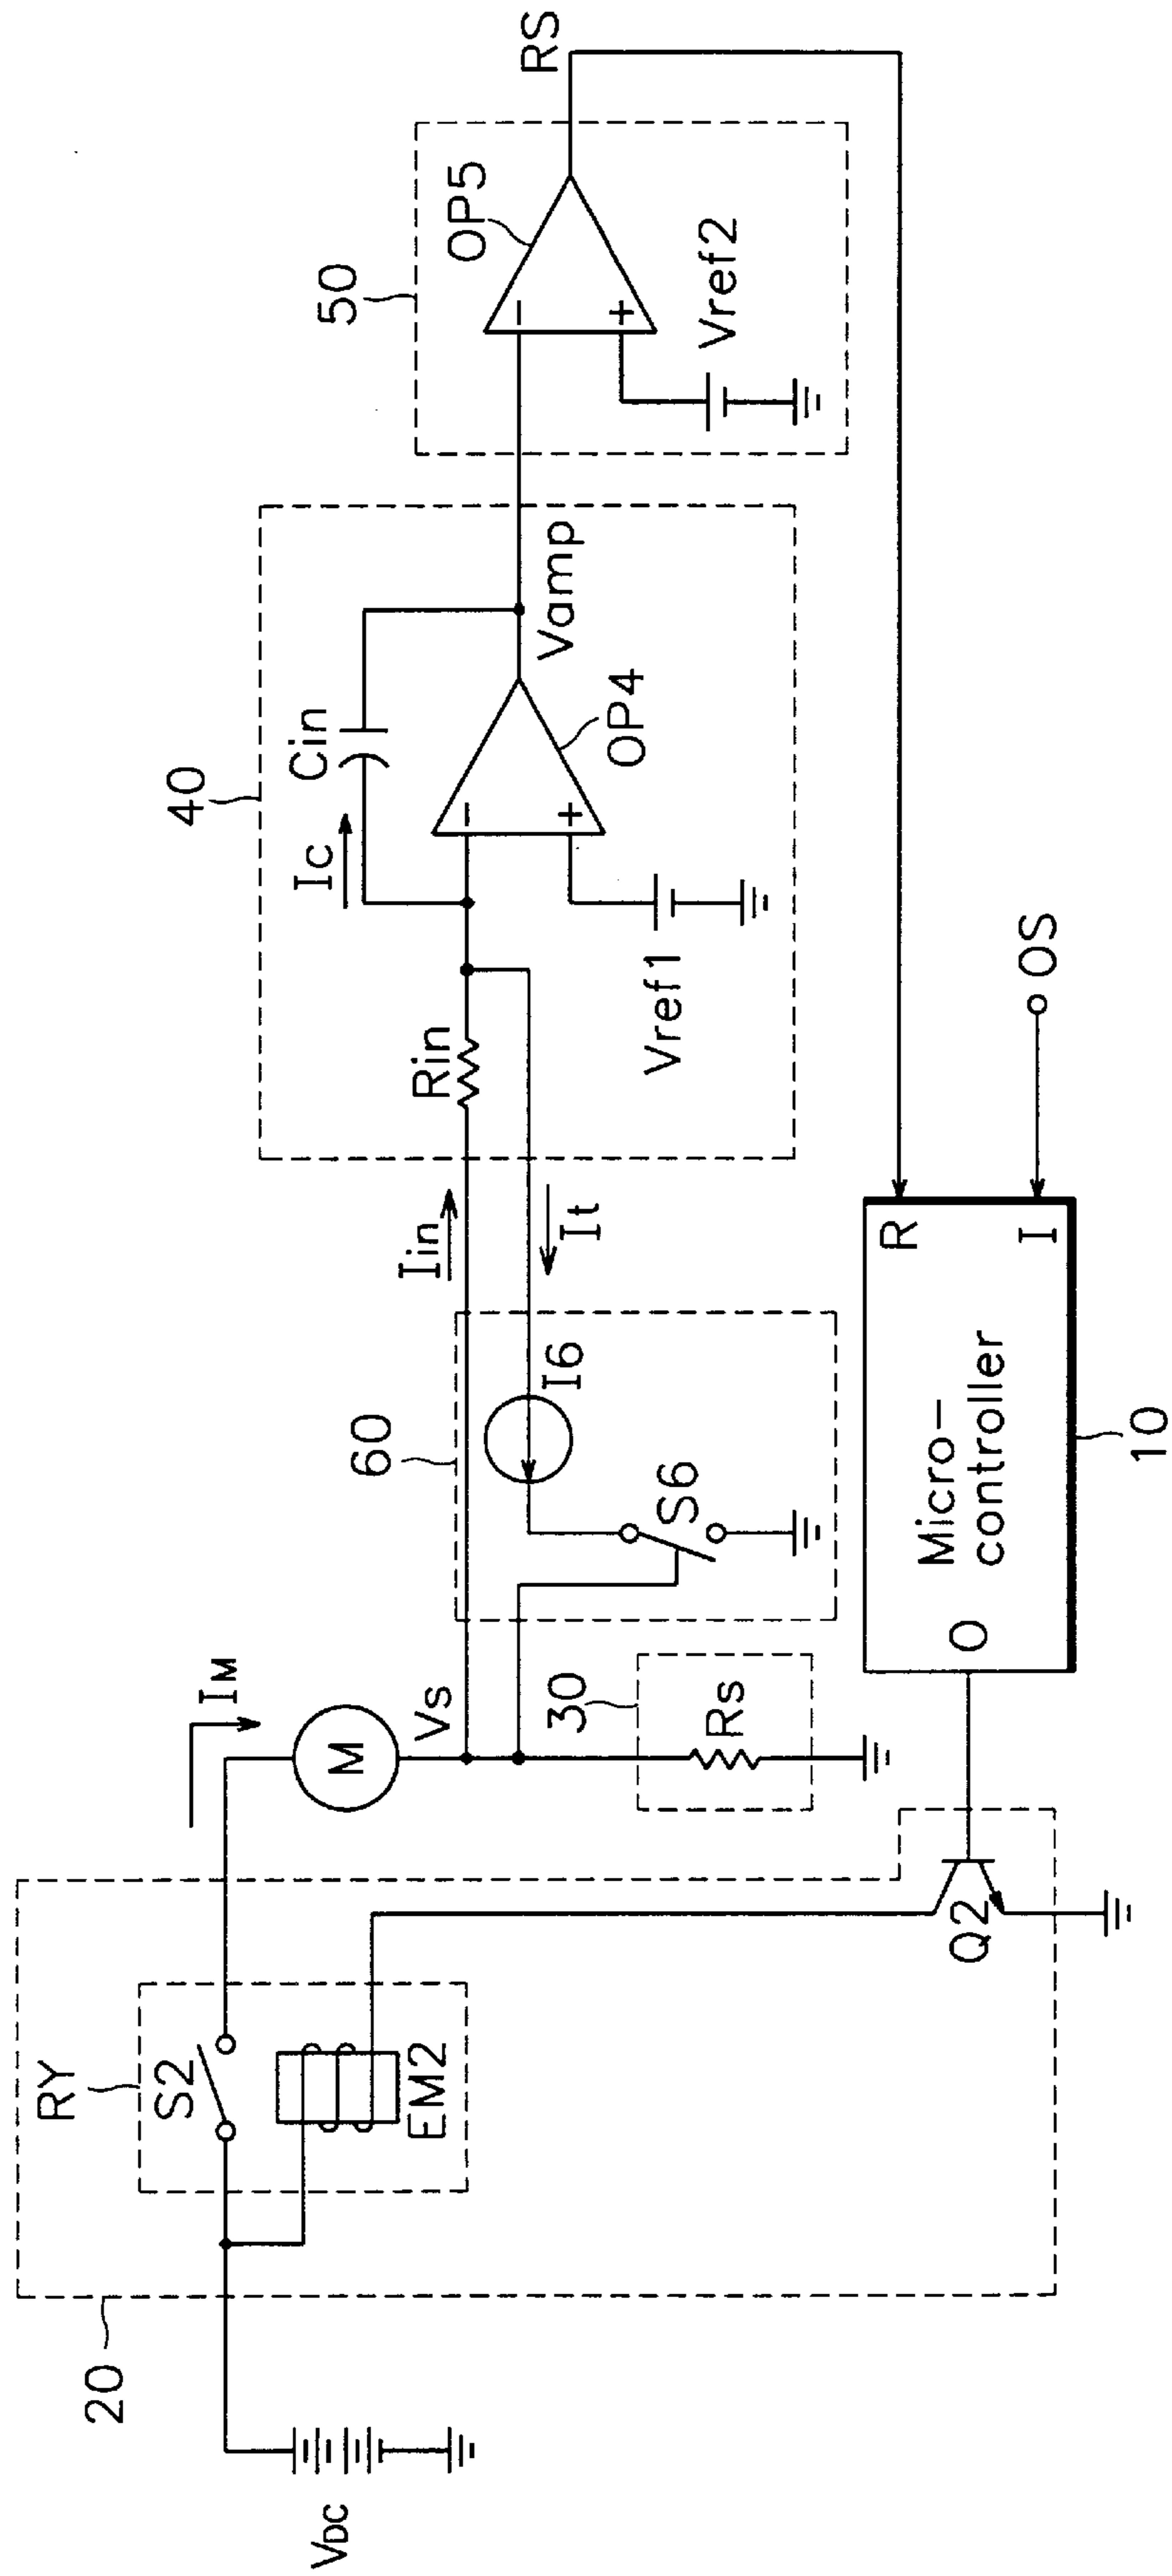 VDC
20
RY
S2
EM2
Q2
IM
M
Vs
30
Rs
60
I6
S6
Iin
It
40
Rin
Ic
Cin
−
+
OP4
Vref1
Vamp
50
OP5
−
+
Vref2
RS
O
Micro−
controller
R
I
10
OS